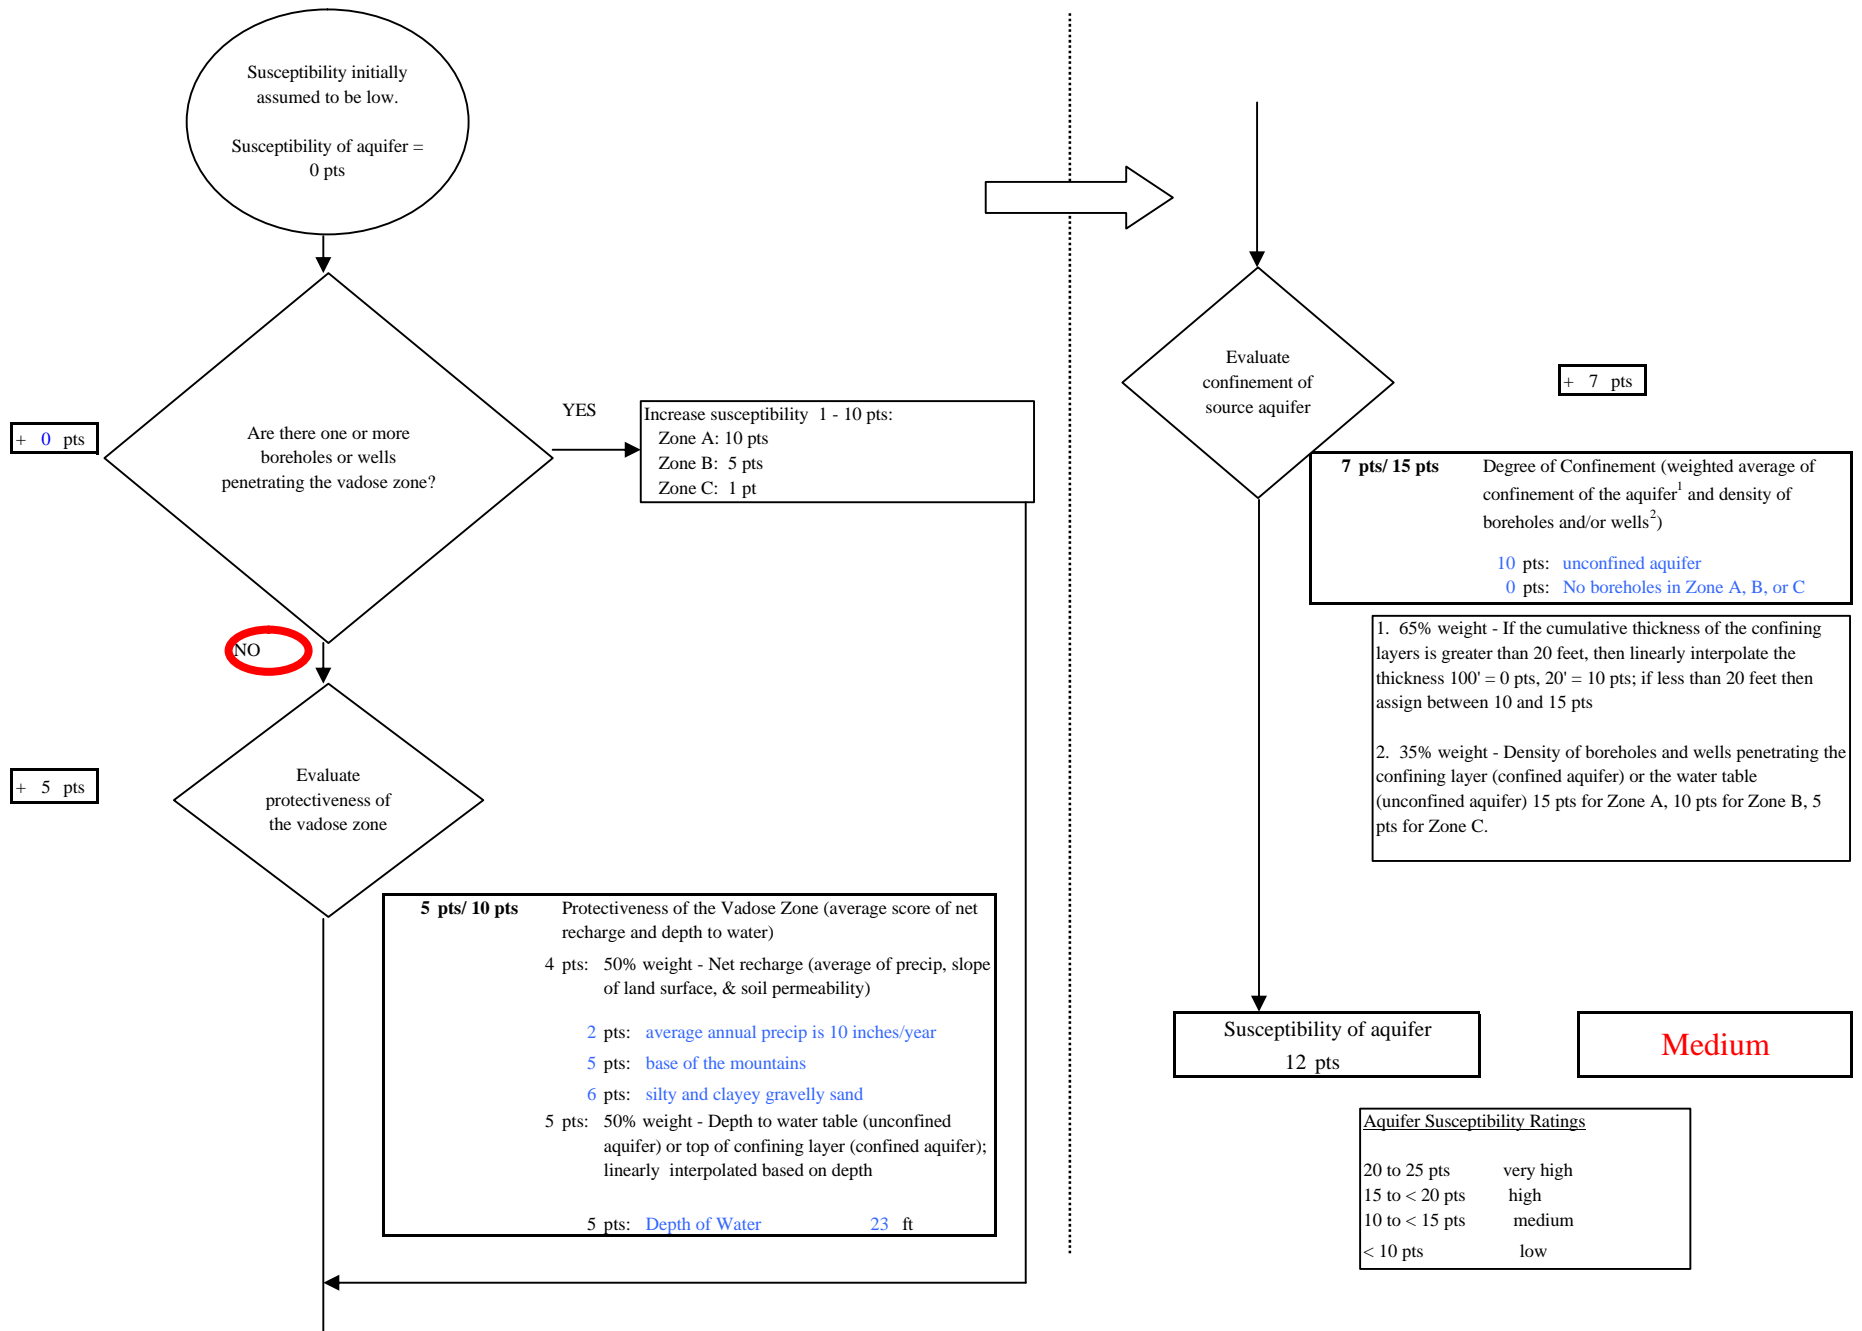 Susceptibility initially
assumed to be low.
Susceptibility of aquifer =
0 pts
+ 0 pts
Are there one or more
boreholes or wells
penetrating the vadose zone?
YES
Increase susceptibility 1 - 10 pts:
Zone A: 10 pts
Zone B: 5 pts
Zone C: 1 pt
NO
+ 5 pts
Evaluate
protectiveness of
the vadose zone
5 pts/ 10 pts Protectiveness of the Vadose Zone (average score of net
recharge and depth to water)
4 pts: 50% weight - Net recharge (average of precip, slope
of land surface, & soil permeability)
2 pts: average annual precip is 10 inches/year
5 pts: base of the mountains
6 pts: silty and clayey gravelly sand
5 pts: 50% weight - Depth to water table (unconfined
aquifer) or top of confining layer (confined aquifer);
linearly interpolated based on depth
5 pts: Depth of Water 23 ft
Evaluate
confinement of
source aquifer
+ 7 pts
7 pts/ 15 pts Degree of Confinement (weighted average of
confinement of the aquifer1 and density of
boreholes and/or wells2)
10 pts: unconfined aquifer
0 pts: No boreholes in Zone A, B, or C
1. 65% weight - If the cumulative thickness of the confining
layers is greater than 20 feet, then linearly interpolate the
thickness 100' = 0 pts, 20' = 10 pts; if less than 20 feet then
assign between 10 and 15 pts
2. 35% weight - Density of boreholes and wells penetrating the
confining layer (confined aquifer) or the water table
(unconfined aquifer) 15 pts for Zone A, 10 pts for Zone B, 5
pts for Zone C.
Susceptibility of aquifer
12 pts
Medium
Aquifer Susceptibility Ratings
20 to 25 pts very high
15 to < 20 pts high
10 to < 15 pts medium
< 10 pts low